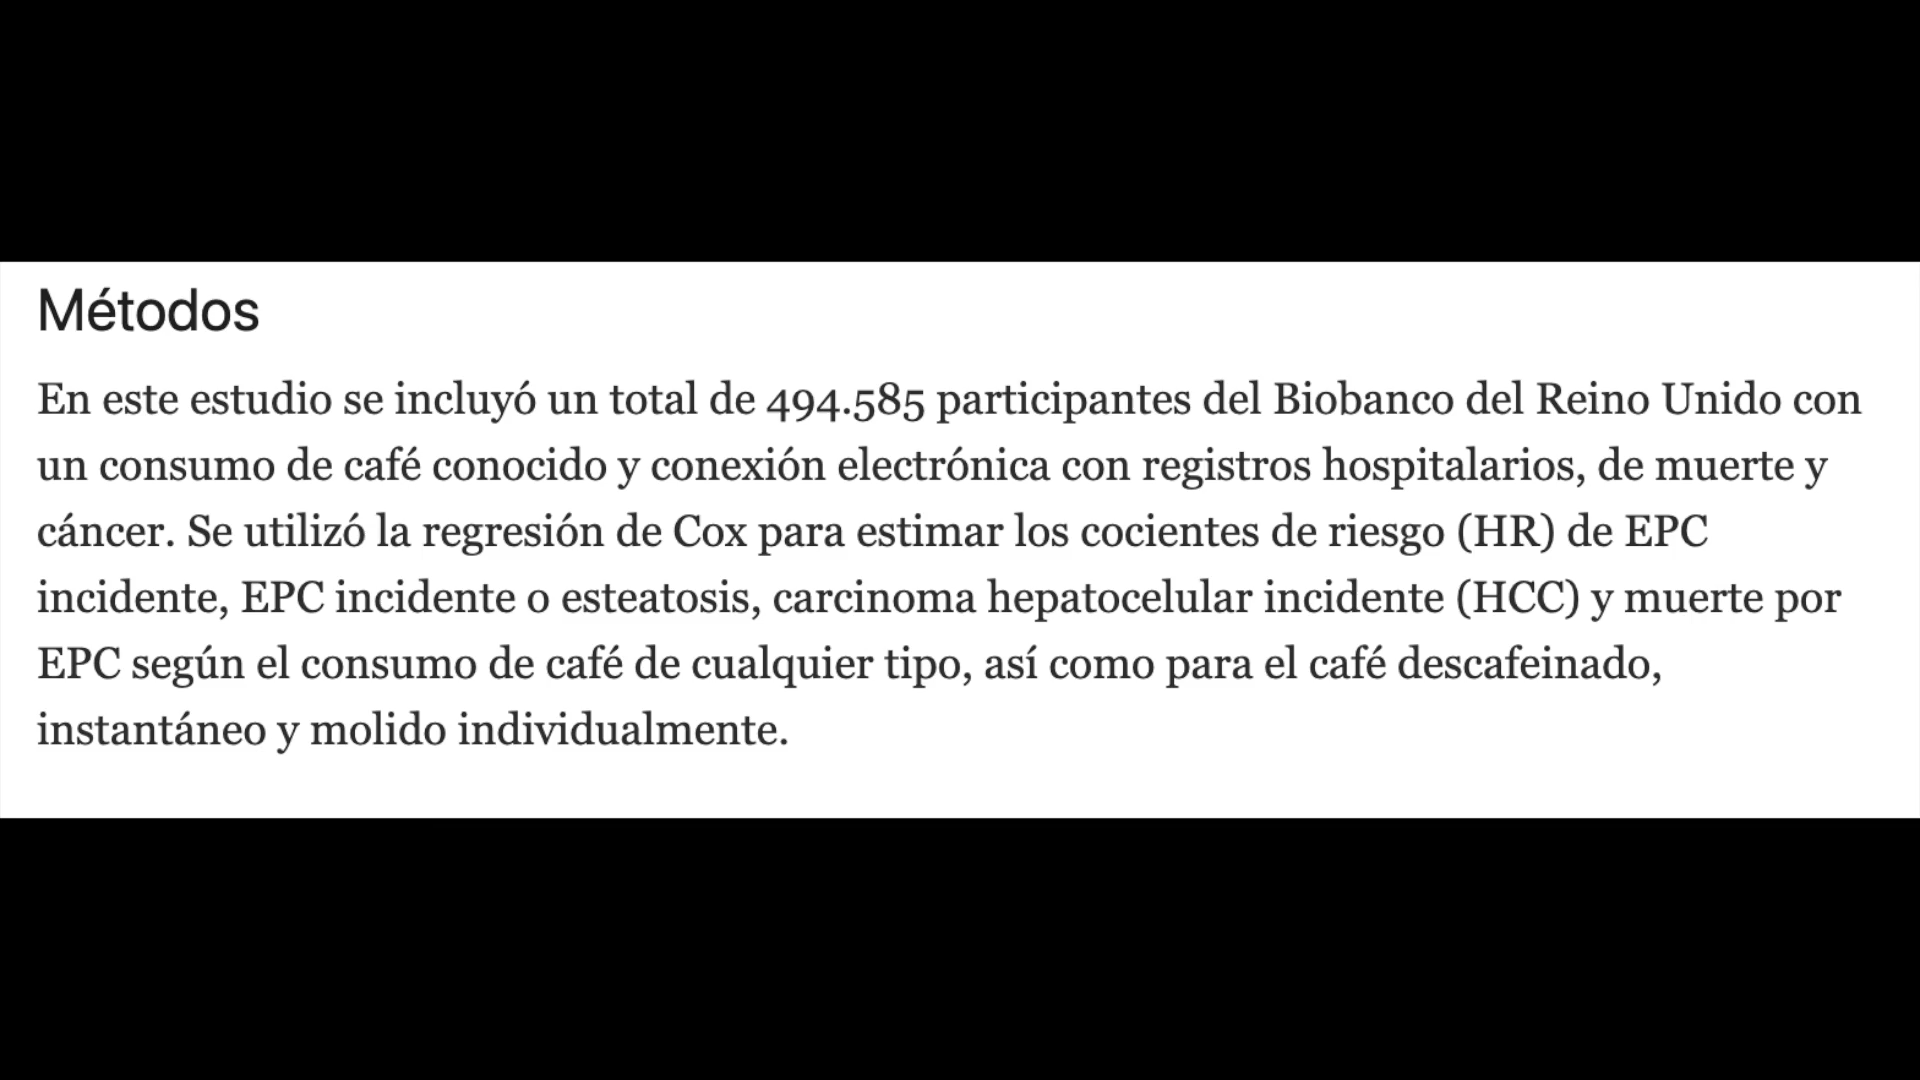 Métodos
En este estudio se incluyó un total de 494.585 participantes del Biobanco del Reino Unido con
un consumo de café conocido y conexión electrónica con registros hospitalarios, de muerte y
cáncer. Se utilizó la regresión de Cox para estimar los cocientes de riesgo (HR) de EPC
incidente, EPC incidente o esteatosis, carcinoma hepatocelular incidente (HCC) y muerte por
EPC según el consumo de café de cualquier tipo, así como para el café descafeinado,
instantáneo y molido individualmente.